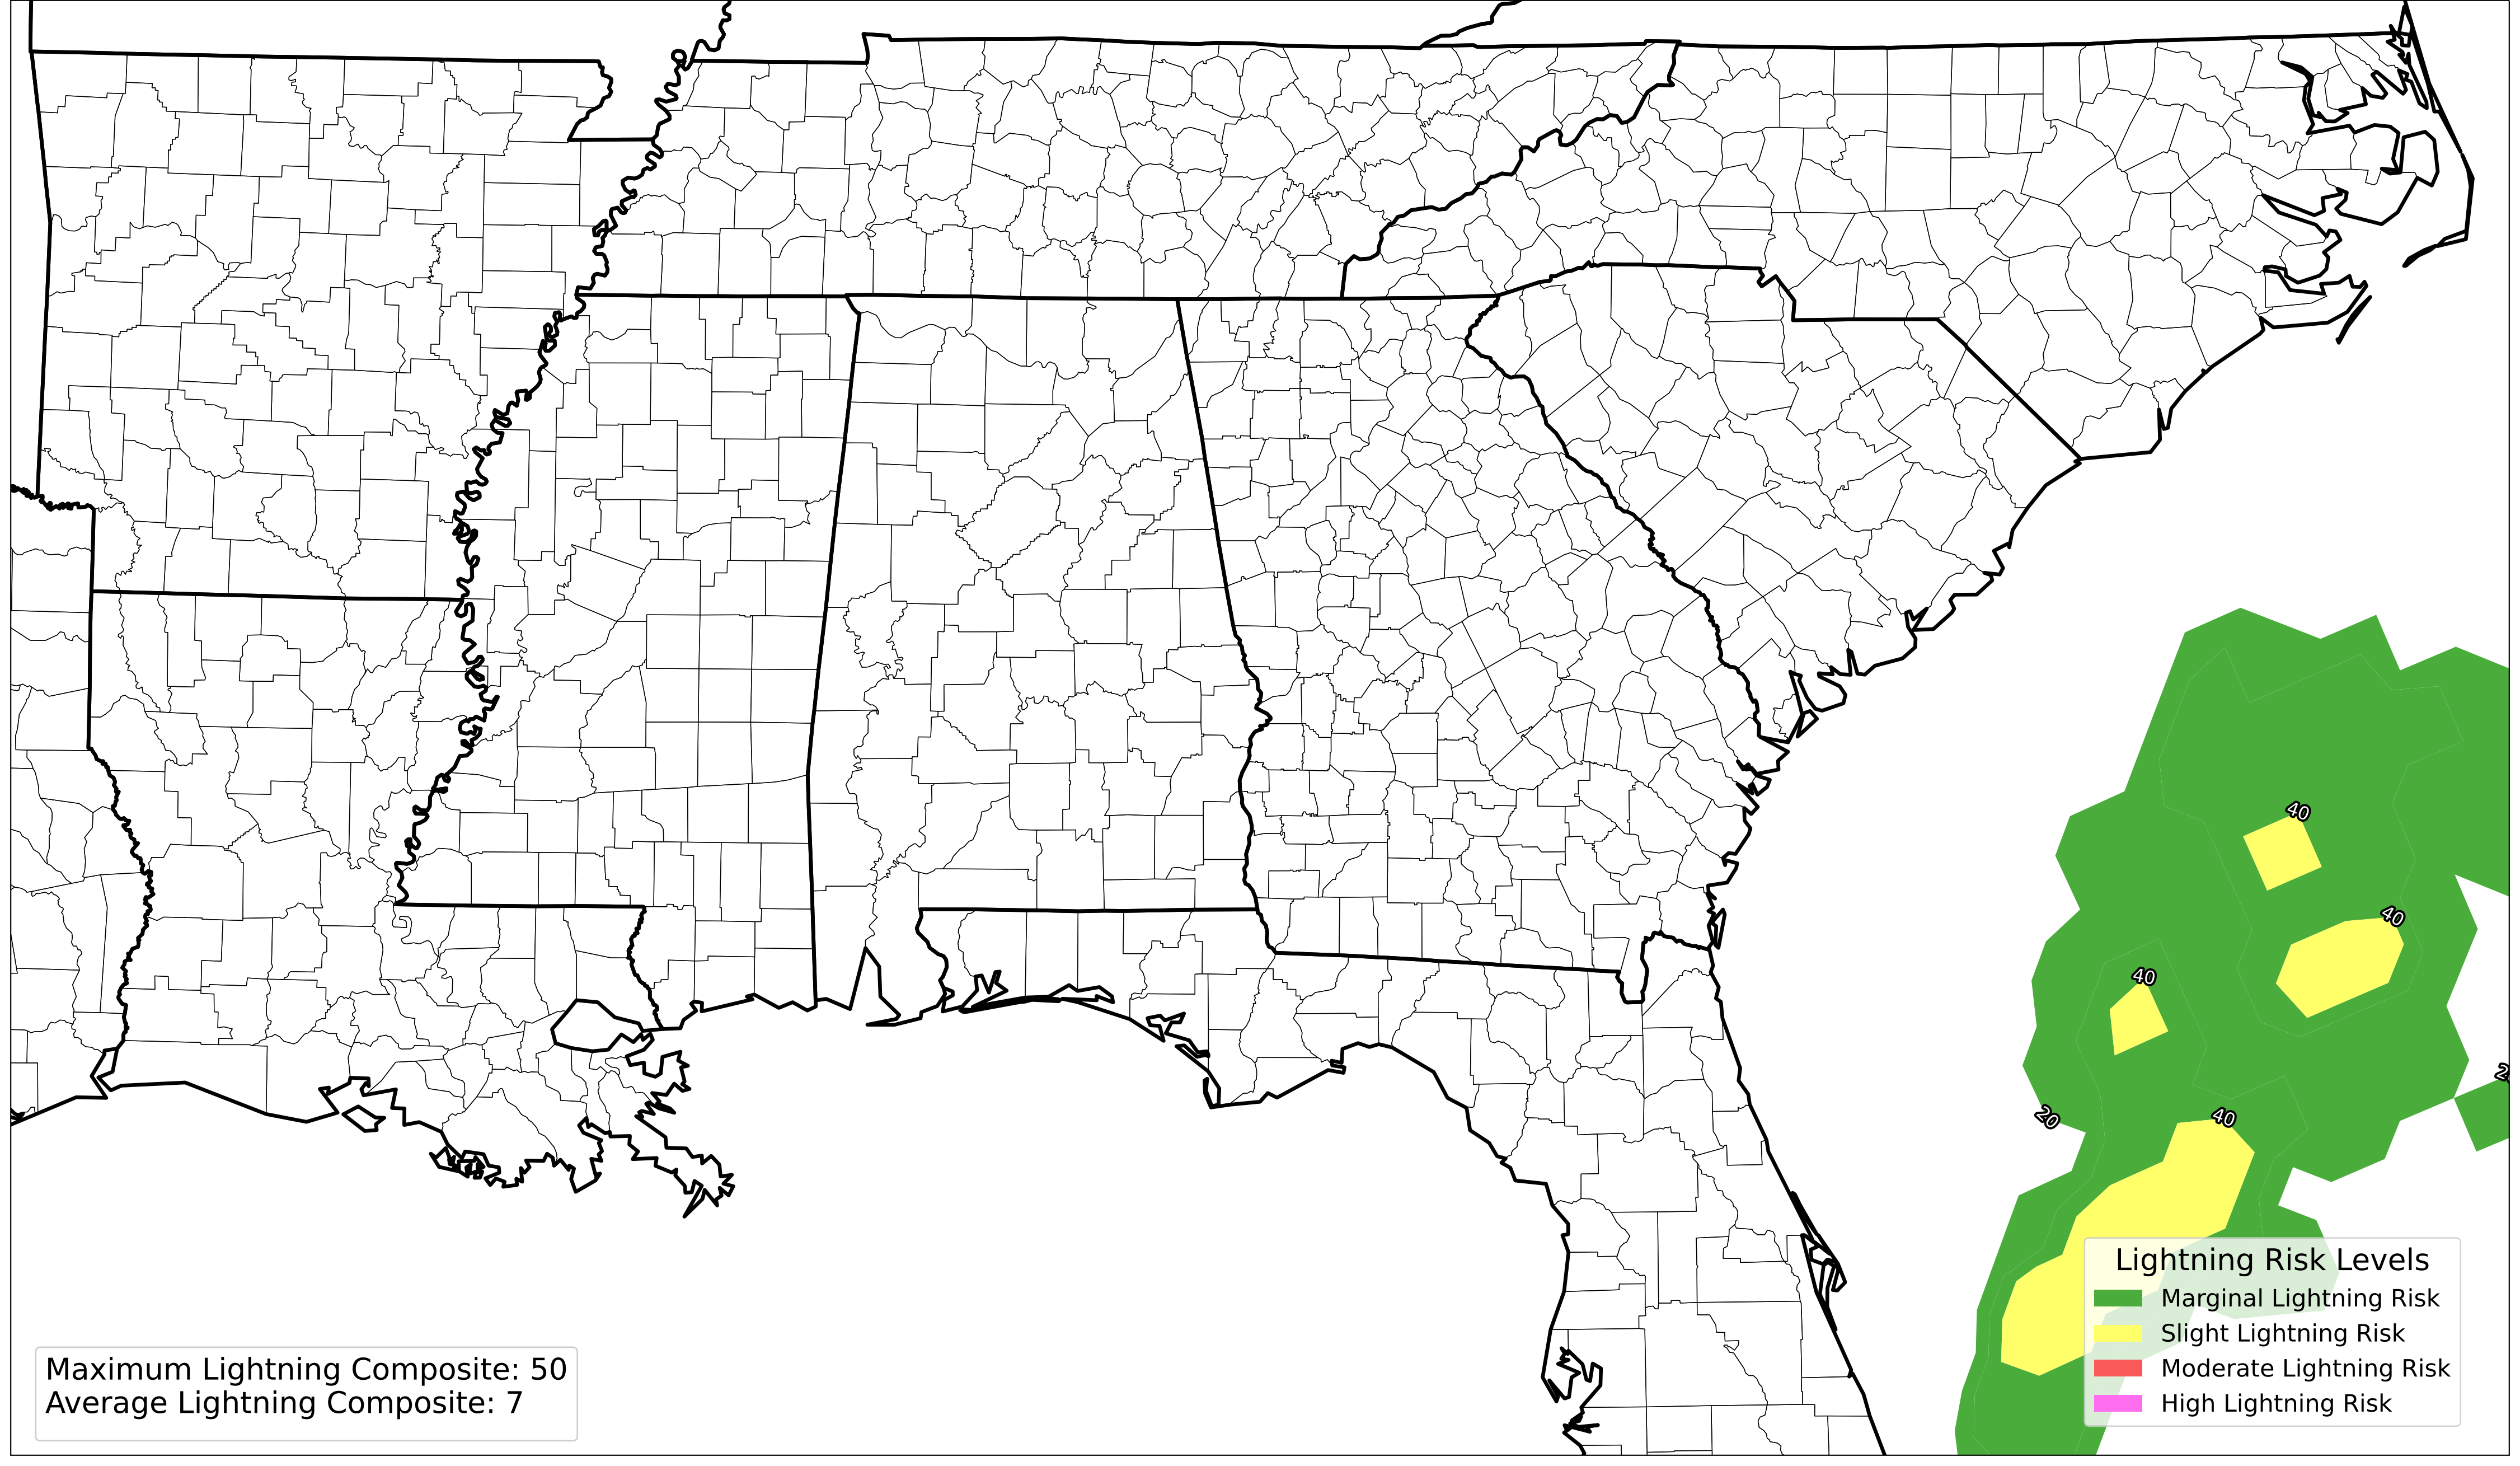 40
40
40
20
40
Lightning Risk Levels
Marginal Lightning Risk
Slight Lightning Risk
Moderate Lightning Risk
High Lightning Risk
Maximum Lightning Composite: 50
Average Lightning Composite: 7